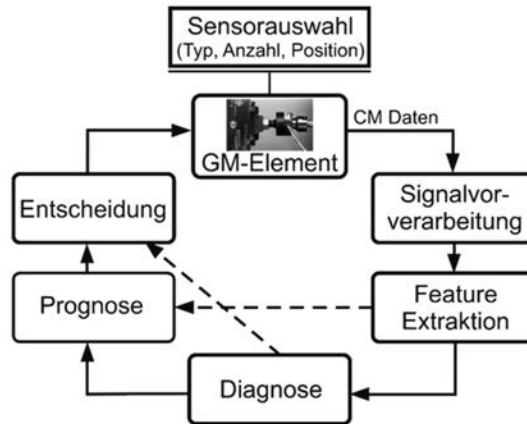 Sensorauswahl
(Typ, Anzahl, Position)
GM-Element
CM Daten
Signalvor-
verarbeitung
Feature
Extraktion
Diagnose
Prognose
Entscheidung